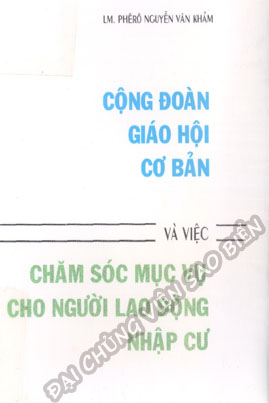 LM. PHÊRÔ NGUYỄN VĂN KHẢM
CỘNG ĐOÀN
GIÁO HỘI
CƠ BẢN
VÀ VIỆC
CHĂM SÓC MỤC VỤ
CHO NGƯỜI LAO ĐỘNG
NHẬP CƯ
ĐẠI CHỦNG VIỆN SAO BIỂN